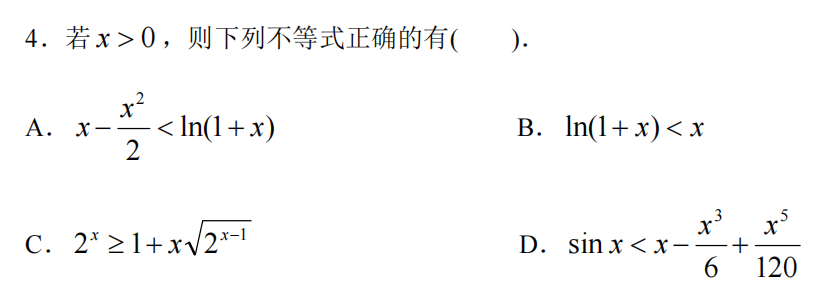 4．若 x > 0，则下列不等式正确的有(　　).
A． x − x²/2 < ln(1+x)　　B． ln(1+x) < x
C． 2ˣ ≥ 1 + x√(2ˣ⁻¹)　　D． sin x < x − x³/6 + x⁵/120